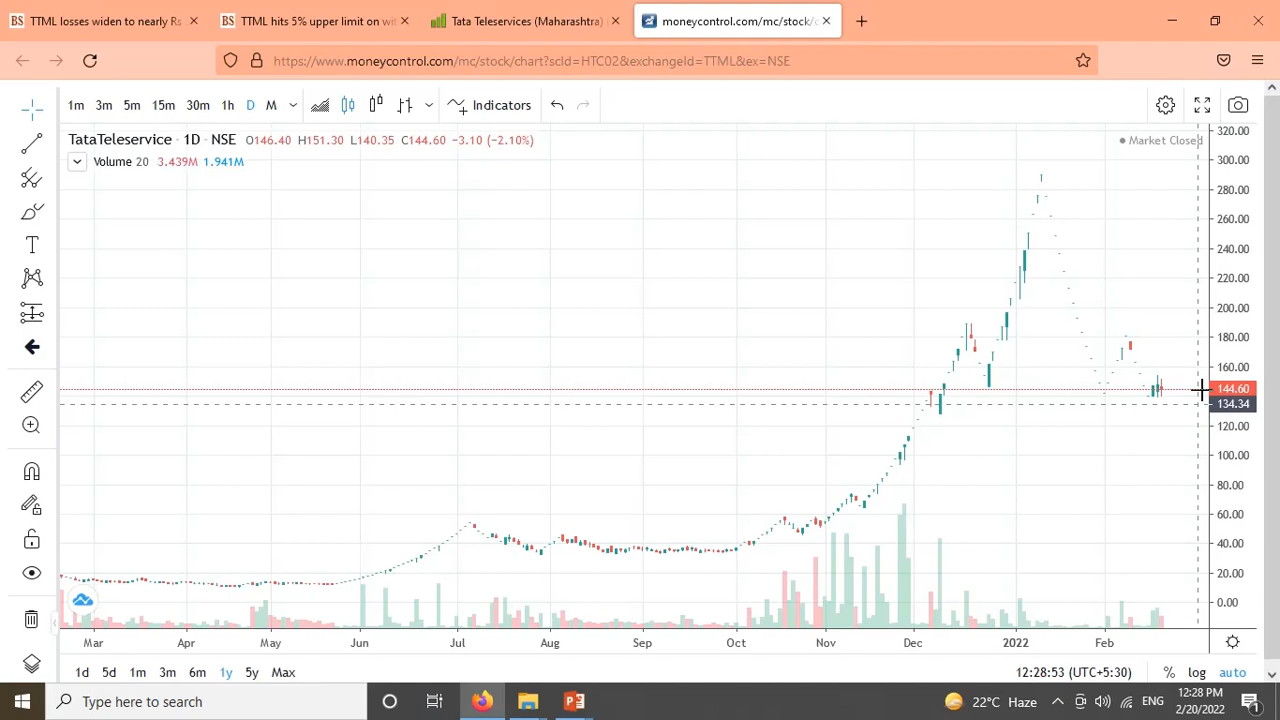 TTML losses widen to nearly Rs
TTML hits 5% upper limit on wit
Tata Teleservices (Maharashtra)
moneycontrol.com/mc/stock/c
https://www.moneycontrol.com/mc/stock/chart?scId=HTC02&exchangeId=TTML&ex=NSE
1m 3m 5m 15m 30m 1h D M Indicators
TataTeleservice · 1D · NSE O146.40 H151.30 L140.35 C144.60 −3.10 (−2.10%)
Market Closed
Volume 20 3.439M 1.941M
320.00
300.00
280.00
260.00
240.00
220.00
200.00
180.00
160.00
144.60
134.34
120.00
100.00
80.00
60.00
40.00
20.00
0.00
Mar Apr May Jun Jul Aug Sep Oct Nov Dec 2022 Feb
1d 5d 1m 3m 6m 1y 5y Max 12:28:53 (UTC+5:30) % log auto
Type here to search
22°C Haze
ENG
12:28 PM
2/20/2022
1